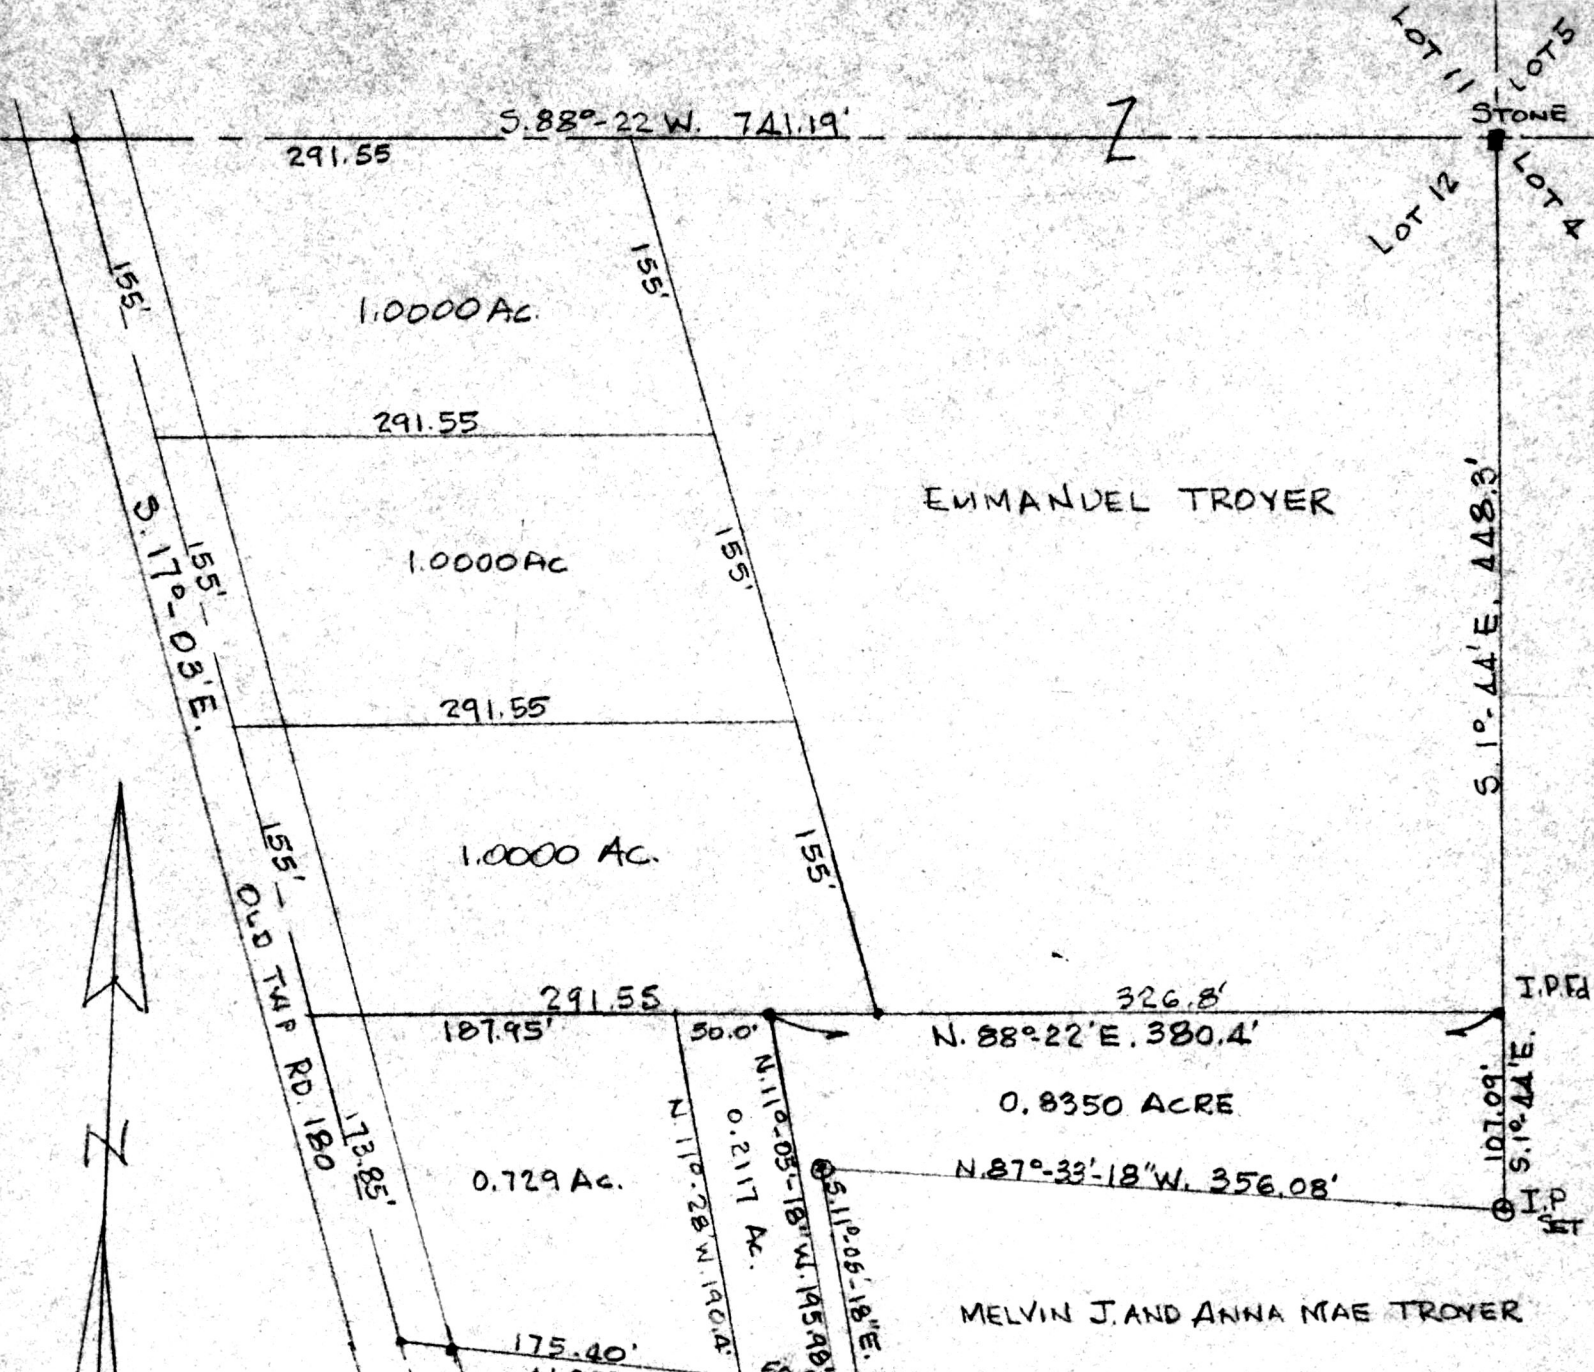 LOT 11
LOT 5
STONE
LOT 12
LOT 4
S.88°-22 W. 741.19'
Z
291.55
155'
155'
1.0000 Ac.
291.55
S. 17°-03'E.
155'
155'
1.0000 Ac
EMMANUEL TROYER
S. 1°-44'E. 448.3'
291.55
155'
155'
1.0000 Ac.
OLD TWP RD. 180
291.55
326.8'
I.P.Fd
187.95'
50.0'
N. 88°-22'E. 380.4'
0.8350 ACRE
107.09'
S.1°-44'E.
N
173.85'
0.729 Ac.
N 11°-28'W. 190.4'
0.2117 Ac.
N.11°-05'-18"W. 195.98'
S.11°-05'-18"E.
N.87°-33'-18"W. 356.08'
I.P
SET
MELVIN J. AND ANNA MAE TROYER
175.40'